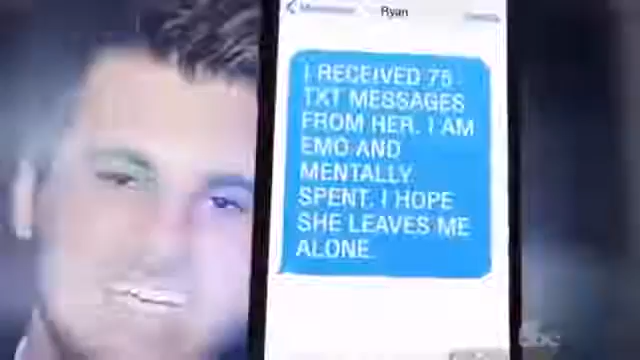 Ryan
I RECEIVED 75
TXT MESSAGES
FROM HER. I AM
EMO AND
MENTALLY
SPENT. I HOPE
SHE LEAVES ME
ALONE.
abc